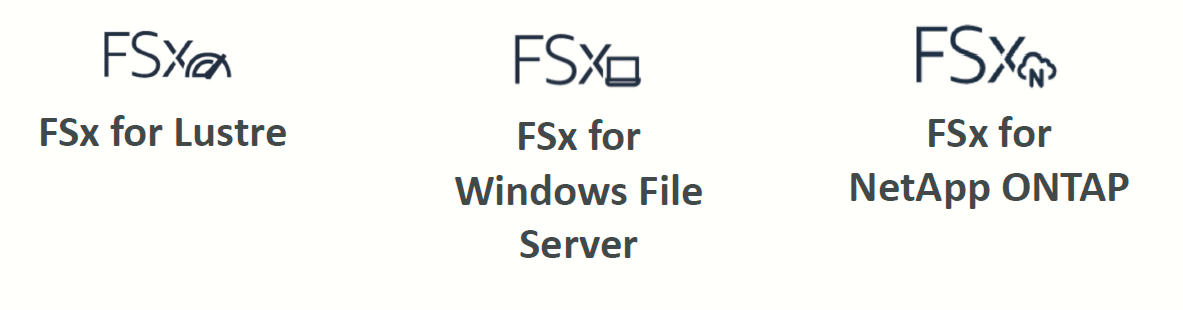 FSx
FSx for Lustre
FSx
FSx for
Windows File
Server
FSx
N
FSx for
NetApp ONTAP